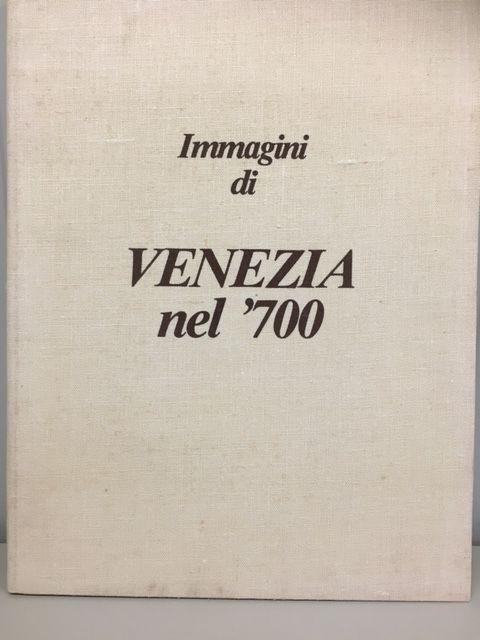 Immagini
di
VENEZIA
nel ’700